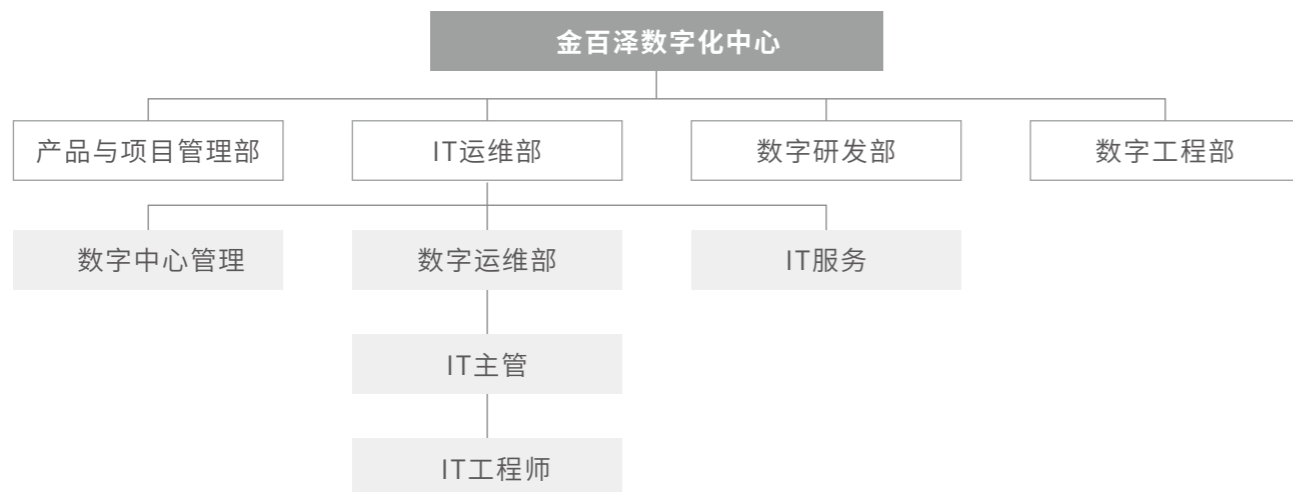 金百泽数字化中心
产品与项目管理部
IT运维部
数字研发部
数字工程部
数字中心管理
数字运维部
IT服务
IT主管
IT工程师